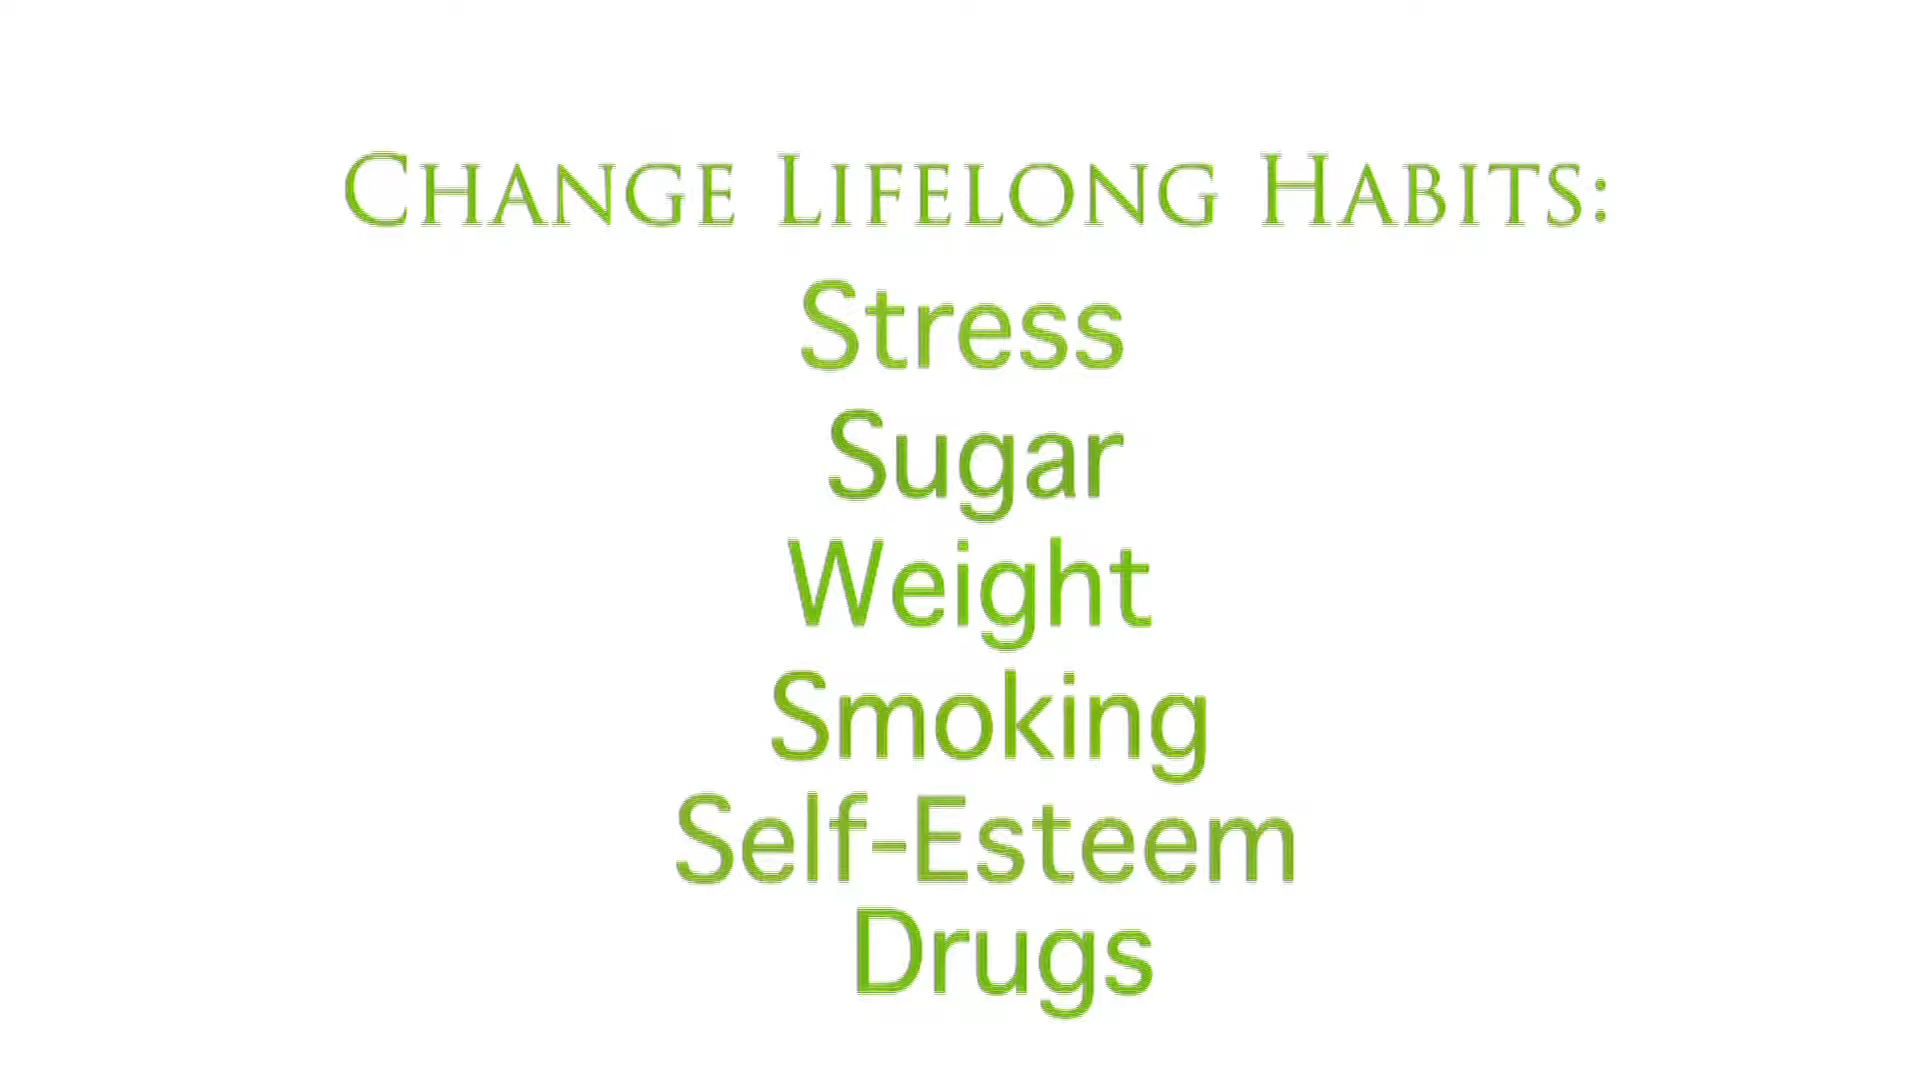 Change Lifelong Habits:
Stress
Sugar
Weight
Smoking
Self-Esteem
Drugs